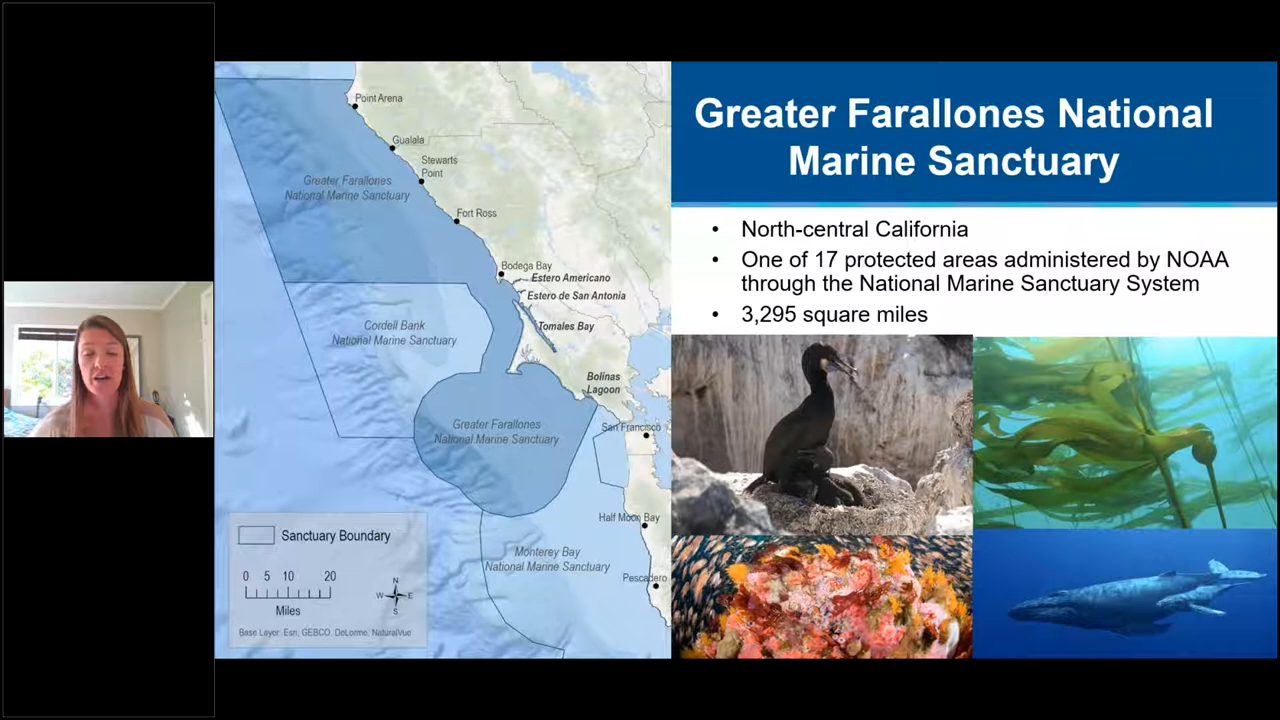 Point Arena
Gualala
Stewarts
Point
Greater Farallones
National Marine Sanctuary
Fort Ross
Bodega Bay
Estero Americano
Estero de San Antonia
Cordell Bank
National Marine Sanctuary
Tomales Bay
Bolinas
Lagoon
Greater Farallones
National Marine Sanctuary
San Francisco
Half Moon Bay
Monterey Bay
National Marine Sanctuary
Pescadero
Sanctuary Boundary
0 5 10 20
Miles
N
W E
S
Base Layer: Esri, GEBCO, DeLorme, NaturalVue
Greater Farallones National
Marine Sanctuary
• North-central California
• One of 17 protected areas administered by NOAA
through the National Marine Sanctuary System
• 3,295 square miles